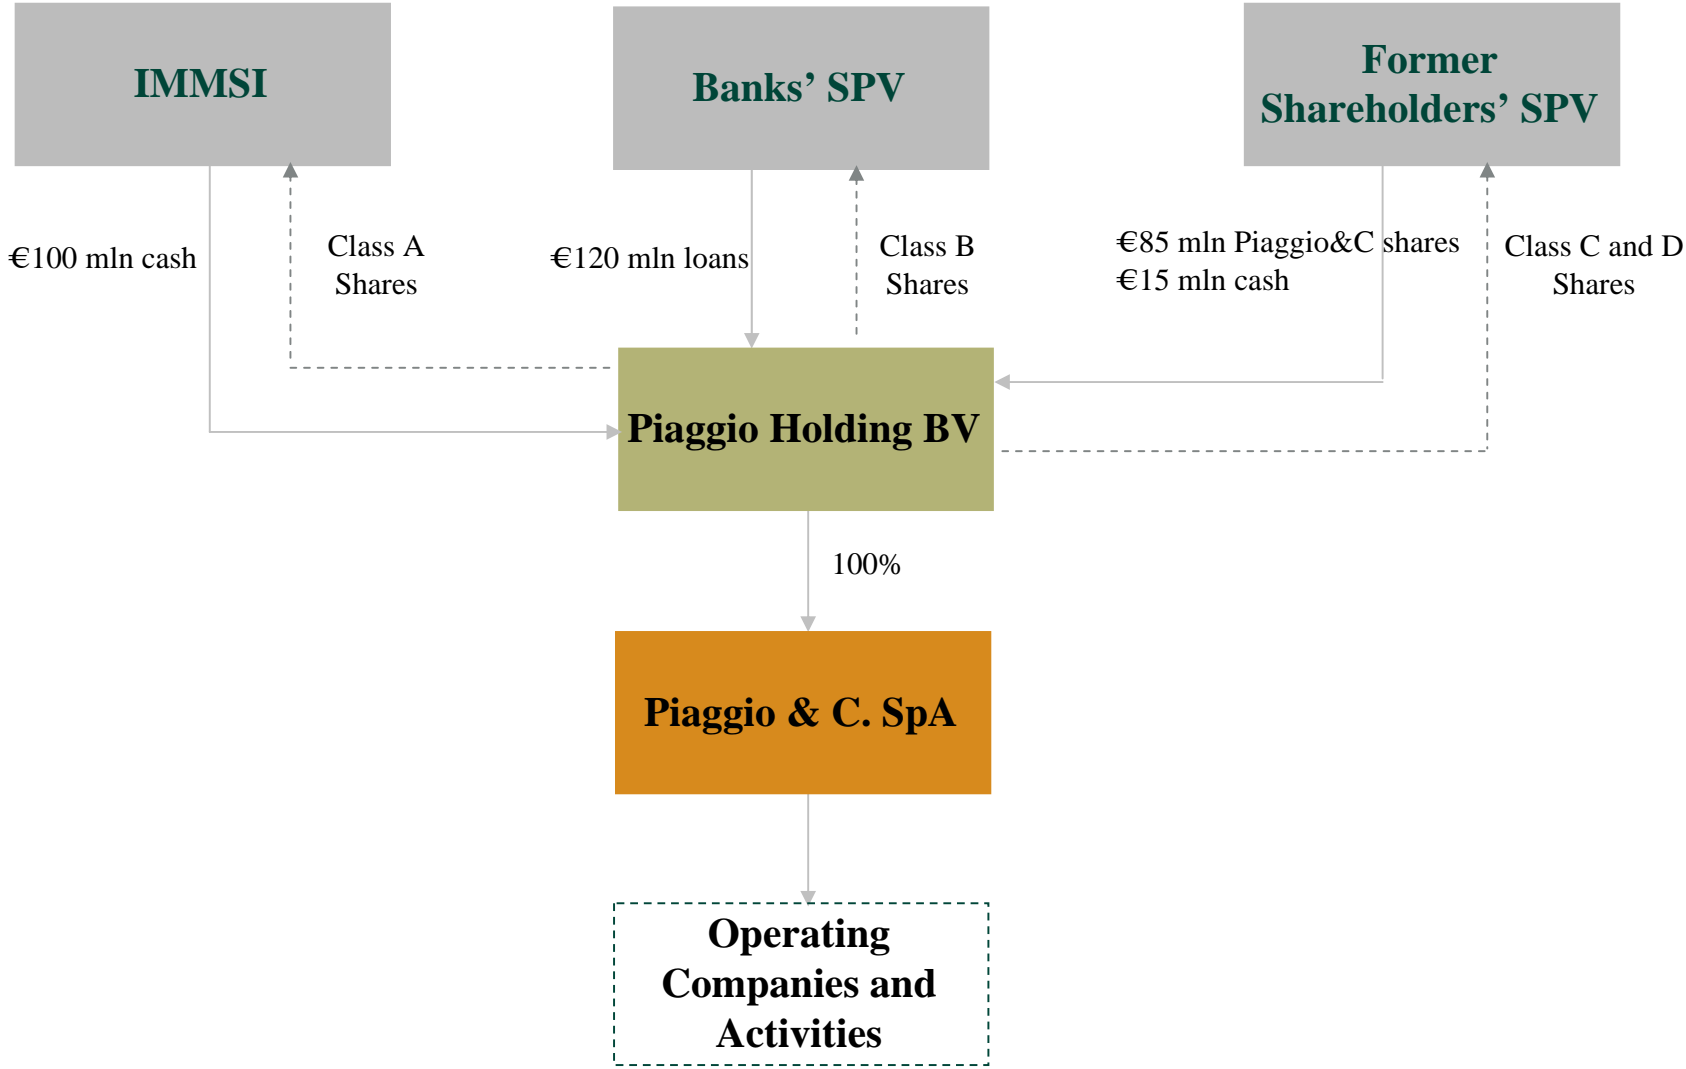 IMMSI
Banks’ SPV
Former
Shareholders’ SPV
€100 mln cash
Class A
Shares
€120 mln loans
Class B
Shares
€85 mln Piaggio&C shares
€15 mln cash
Class C and D
Shares
Piaggio Holding BV
100%
Piaggio & C. SpA
Operating
Companies and
Activities